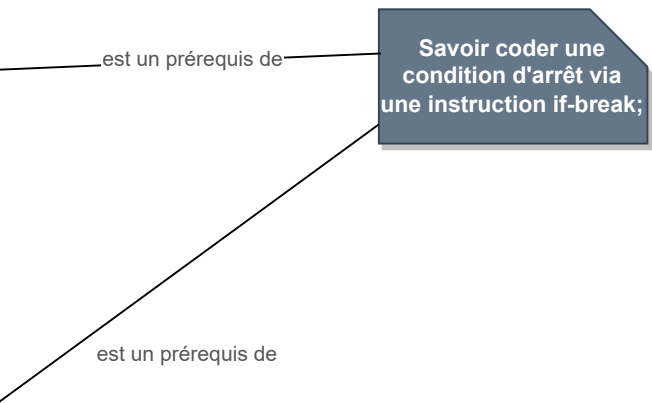 est un prérequis de
Savoir coder une
condition d'arrêt via
une instruction if-break;
est un prérequis de